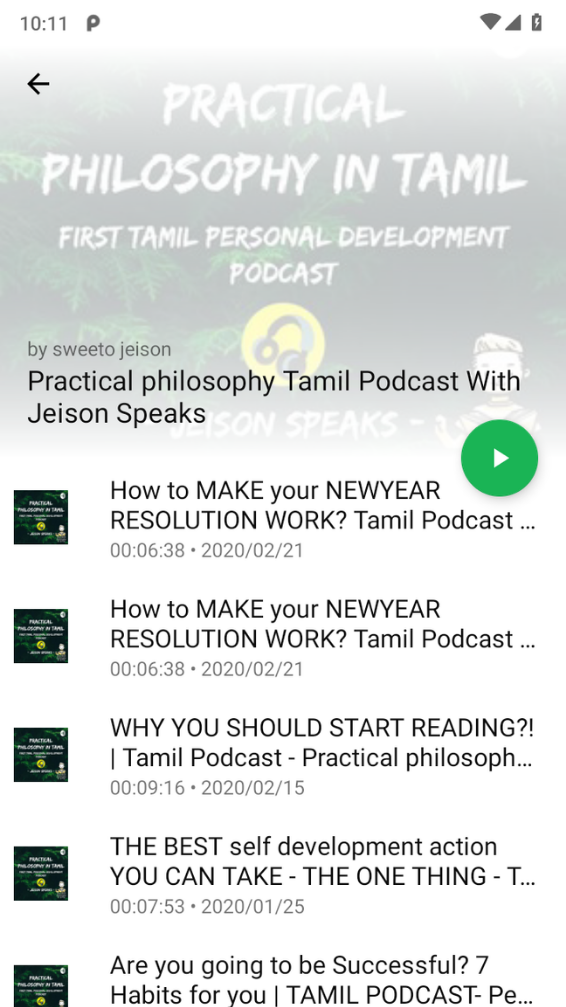 10:11
PRACTICAL
PHILOSOPHY IN TAMIL
FIRST TAMIL PERSONAL DEVELOPMENT
PODCAST
by sweeto jeison
Practical philosophy Tamil Podcast With
Jeison Speaks
- JEISON SPEAKS -
How to MAKE your NEWYEAR
RESOLUTION WORK? Tamil Podcast ...
00:06:38 • 2020/02/21
How to MAKE your NEWYEAR
RESOLUTION WORK? Tamil Podcast ...
00:06:38 • 2020/02/21
WHY YOU SHOULD START READING?!
| Tamil Podcast - Practical philosoph...
00:09:16 • 2020/02/15
THE BEST self development action
YOU CAN TAKE - THE ONE THING - T...
00:07:53 • 2020/01/25
Are you going to be Successful? 7
Habits for you | TAMIL PODCAST- Pe...